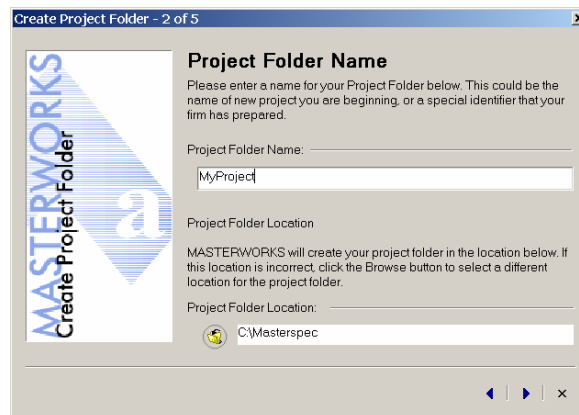 Create Project Folder - 2 of 5
MASTERWORKS
Create Project Folder
a
Project Folder Name
Please enter a name for your Project Folder below. This could be the
name of new project you are beginning, or a special identifier that your
firm has prepared.
Project Folder Name:
MyProject
Project Folder Location
MASTERWORKS will create your project folder in the location below. If
this location is incorrect, click the Browse button to select a different
location for the project folder.
Project Folder Location:
C:\Masterspec